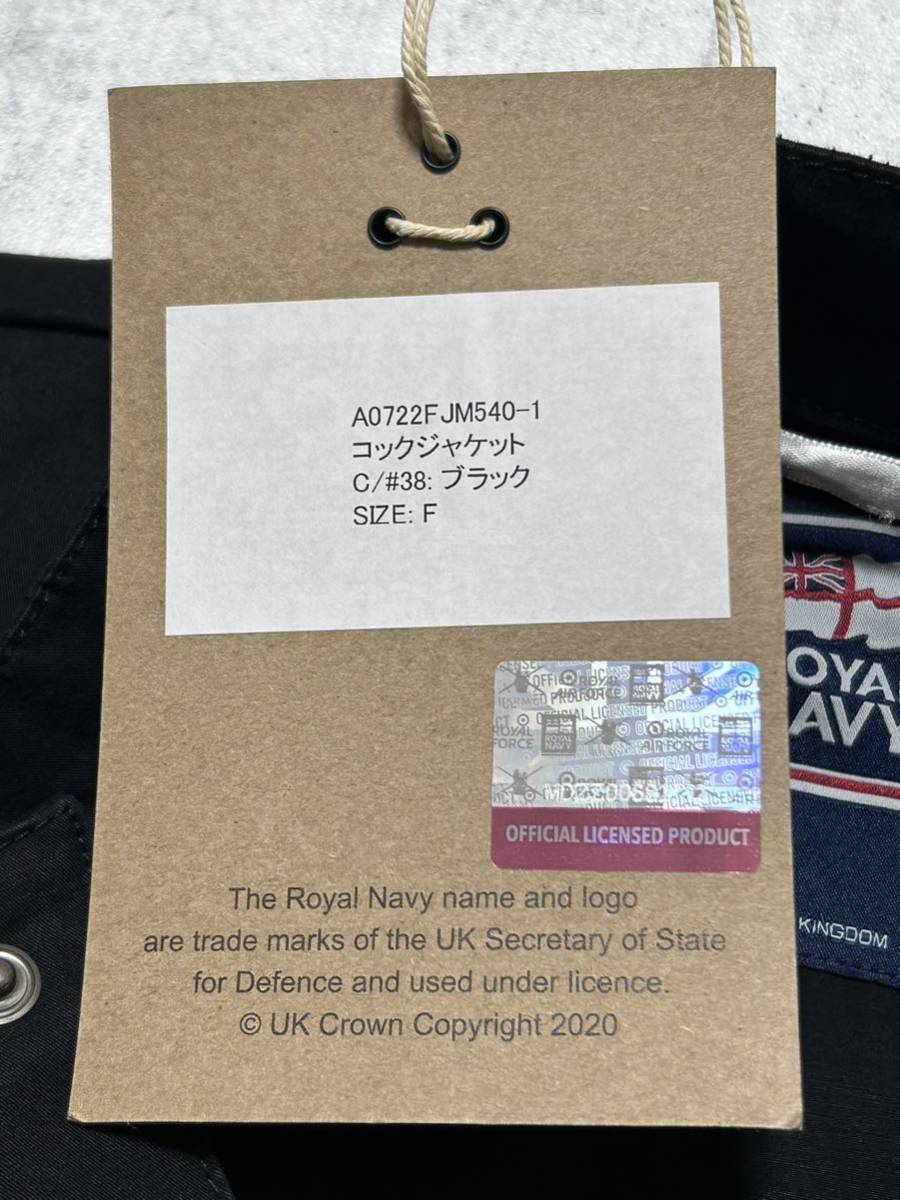 A0722FJM540-1
コックジャケット
C/#38: ブラック
SIZE: F
OFFICIAL LICENSED PRODUCT
The Royal Navy name and logo
are trade marks of the UK Secretary of State
for Defence and used under licence.
© UK Crown Copyright 2020
KINGDOM